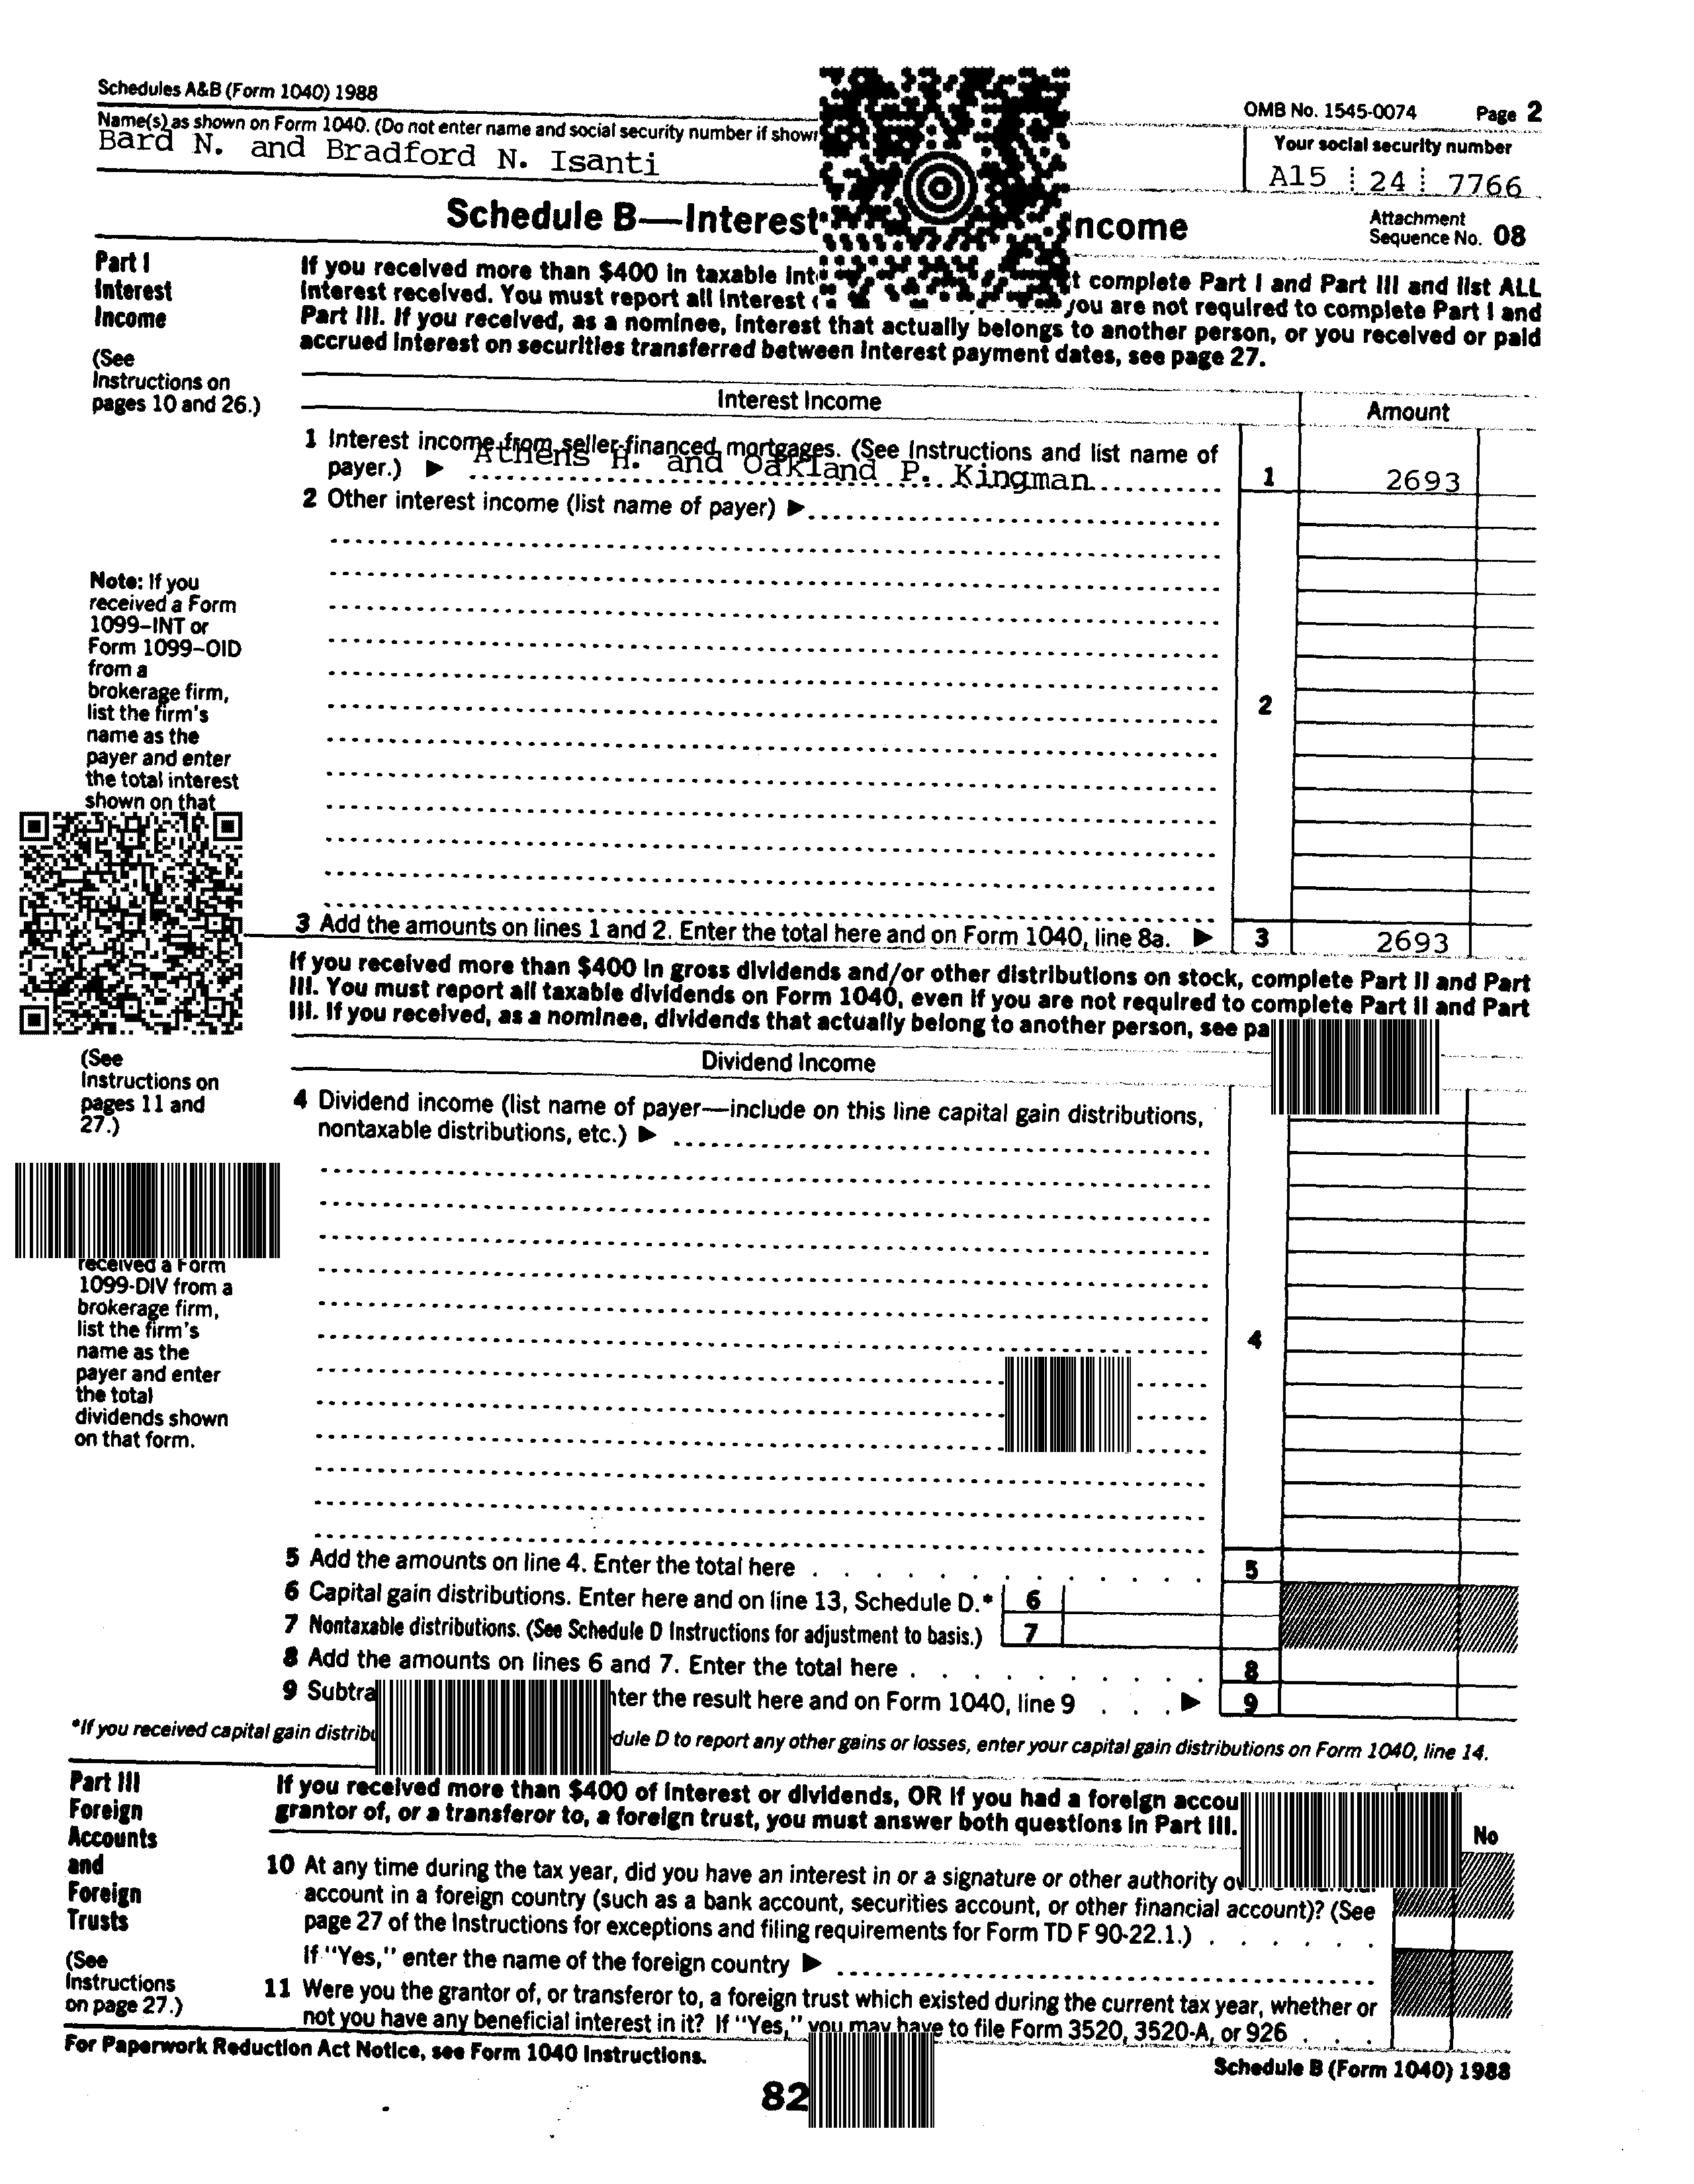 Schedules A&B (Form 1040) 1988
OMB No. 1545-0074 Page 2
Name(s) as shown on Form 1040. (Do not enter name and social security number if shown
Your social security number
Bard N. and Bradford N. Isanti
A15 24 7766
Schedule B—Interest Income
Attachment
Sequence No. 08
Part I
Interest
Income
(See
Instructions on
pages 10 and 26.)
If you received more than $400 in taxable complete Part I and Part III and list ALL
interest received. You must report all interest you are not required to complete Part I and
Part III. If you received, as a nominee, interest that actually belongs to another person, or you received or paid
accrued interest on securities transferred between interest payment dates, see page 27.
Interest Income Amount
1 Interest income from seller-financed mortgages. (See Instructions and list name of
payer.) ▶ Athens H. and Oakland P. Kingman 1 2693
2 Other interest income (list name of payer) ▶
Note: If you
received a Form
1099–INT or
Form 1099–OID
from a
brokerage firm,
list the firm's
name as the
payer and enter
the total interest
shown on that
2
3 Add the amounts on lines 1 and 2. Enter the total here and on Form 1040, line 8a. ▶ 3 2693
If you received more than $400 in gross dividends and/or other distributions on stock, complete Part II and Part
III. You must report all taxable dividends on Form 1040, even if you are not required to complete Part II and Part
III. If you received, as a nominee, dividends that actually belong to another person, see
Dividend Income
(See
Instructions on
pages 11 and
27.)
4 Dividend income (list name of payer—include on this line capital gain distributions,
nontaxable distributions, etc.) ▶
received a Form
1099-DIV from a
brokerage firm,
list the firm's
name as the
payer and enter
the total
dividends shown
on that form.
4
5 Add the amounts on line 4. Enter the total here 5
6 Capital gain distributions. Enter here and on line 13, Schedule D.* 6
7 Nontaxable distributions. (See Schedule D Instructions for adjustment to basis.) 7
8 Add the amounts on lines 6 and 7. Enter the total here 8
9 the result here and on Form 1040, line 9 ▶ 9
*If you received capital gain D to report any other gains or losses, enter your capital gain distributions on Form 1040, line 14.
Part III
Foreign
Accounts
and
Foreign
Trusts
(See
Instructions
on page 27.)
If you received more than $400 of interest or dividends, OR if you had a foreign
grantor of, or a transferor to, a foreign trust, you must answer both questions in Part III.
No
10 At any time during the tax year, did you have an interest in or a signature or other authority
account in a foreign country (such as a bank account, securities account, or other financial account)? (See
page 27 of the Instructions for exceptions and filing requirements for Form TD F 90-22.1.)
If "Yes," enter the name of the foreign country ▶
11 Were you the grantor of, or transferor to, a foreign trust which existed during the current tax year, whether or
not you have any beneficial interest in it? If "Yes," you may have to file Form 3520, 3520-A, or 926
For Paperwork Reduction Act Notice, see Form 1040 Instructions.
Schedule B (Form 1040) 1988
82